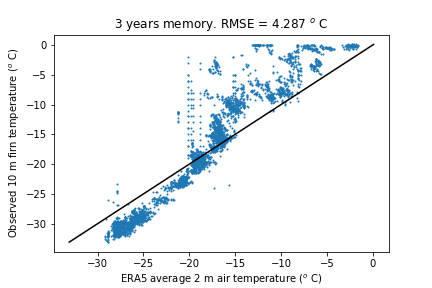 3 years memory. RMSE = 4.287 ° C
Observed 10 m firn temperature (° C)
0
−5
−10
−15
−20
−25
−30
−30 −25 −20 −15 −10 −5 0
ERA5 average 2 m air temperature (° C)